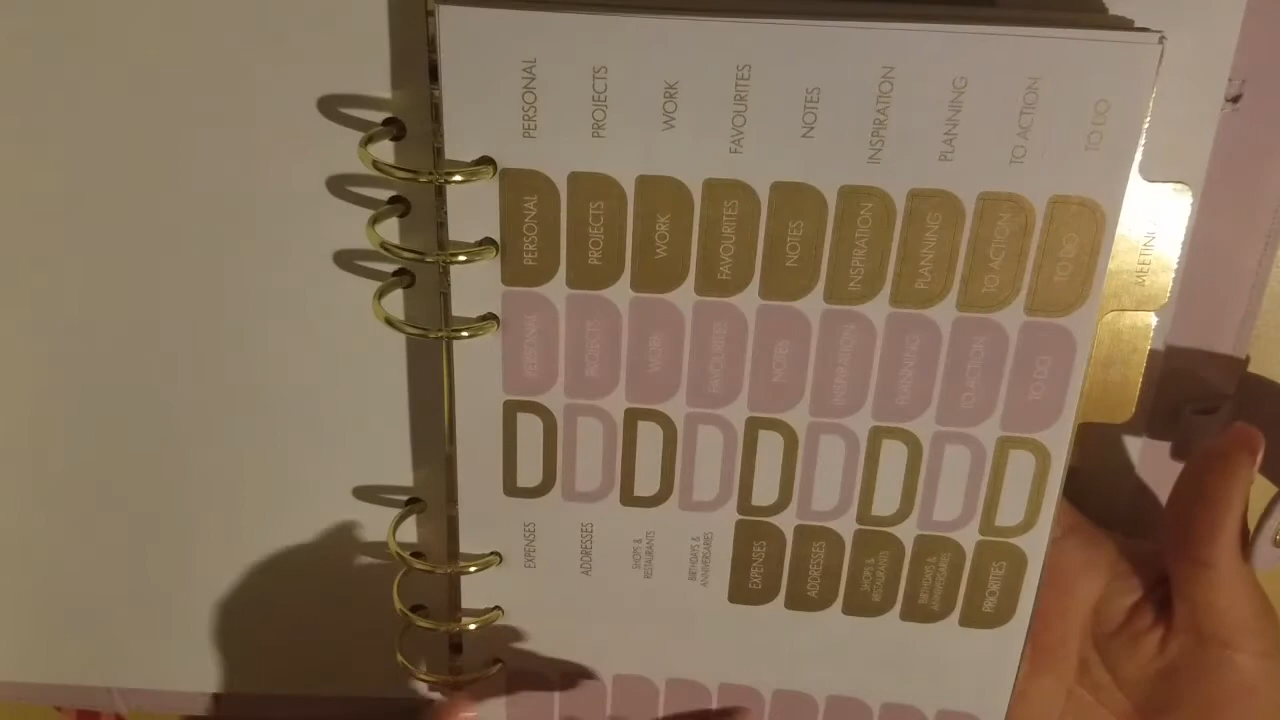 PERSONAL
PROJECTS
WORK
FAVOURITES
NOTES
INSPIRATION
PLANNING
TO ACTION
TO DO
PERSONAL
PROJECTS
WORK
FAVOURITES
NOTES
INSPIRATION
PLANNING
TO ACTION
TO DO
PERSONAL
PROJECTS
WORK
FAVOURITES
NOTES
INSPIRATION
PLANNING
TO ACTION
TO DO
EXPENSES
ADDRESSES
SHOPS &
RESTAURANTS
BIRTHDAYS &
ANNIVERSARIES
EXPENSES
ADDRESSES
SHOPS &
RESTAURANTS
BIRTHDAYS &
ANNIVERSARIES
PRIORITIES